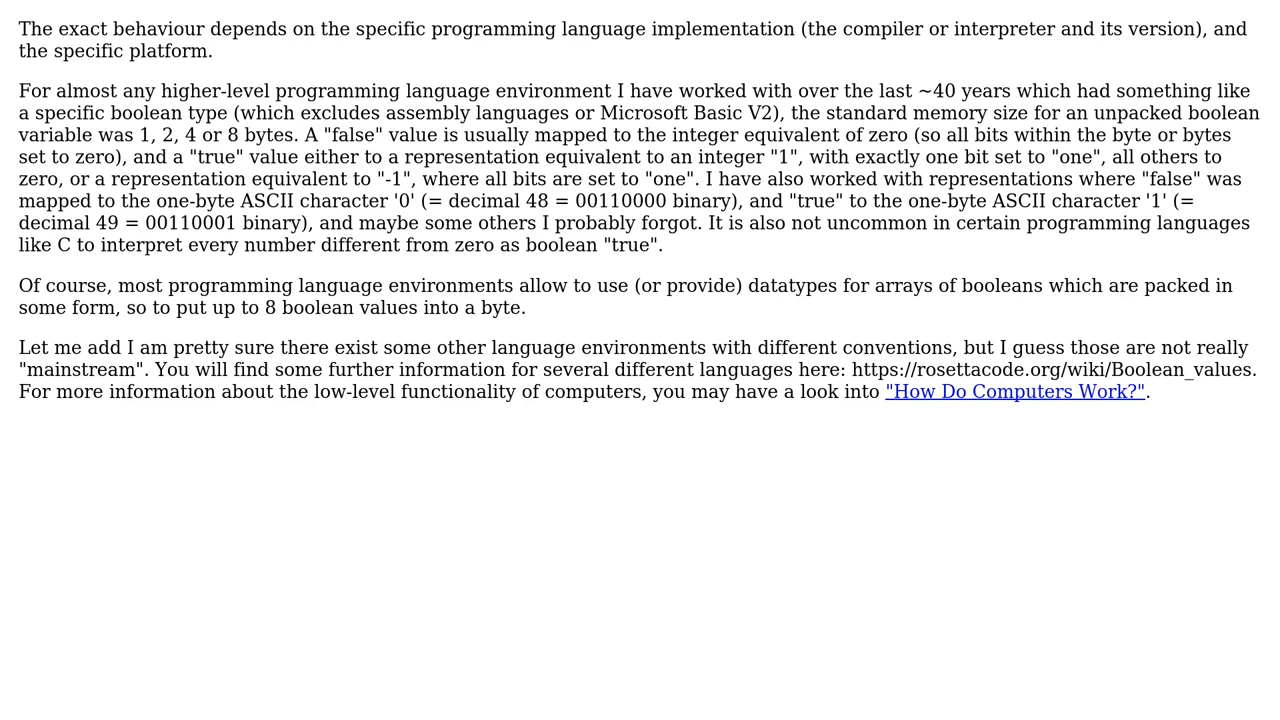 The exact behaviour depends on the specific programming language implementation (the compiler or interpreter and its version), and
the specific platform.
For almost any higher-level programming language environment I have worked with over the last ~40 years which had something like
a specific boolean type (which excludes assembly languages or Microsoft Basic V2), the standard memory size for an unpacked boolean
variable was 1, 2, 4 or 8 bytes. A "false" value is usually mapped to the integer equivalent of zero (so all bits within the byte or bytes
set to zero), and a "true" value either to a representation equivalent to an integer "1", with exactly one bit set to "one", all others to
zero, or a representation equivalent to "-1", where all bits are set to "one". I have also worked with representations where "false" was
mapped to the one-byte ASCII character '0' (= decimal 48 = 00110000 binary), and "true" to the one-byte ASCII character '1' (=
decimal 49 = 00110001 binary), and maybe some others I probably forgot. It is also not uncommon in certain programming languages
like C to interpret every number different from zero as boolean "true".
Of course, most programming language environments allow to use (or provide) datatypes for arrays of booleans which are packed in
some form, so to put up to 8 boolean values into a byte.
Let me add I am pretty sure there exist some other language environments with different conventions, but I guess those are not really
"mainstream". You will find some further information for several different languages here: https://rosettacode.org/wiki/Boolean_values.
For more information about the low-level functionality of computers, you may have a look into "How Do Computers Work?".